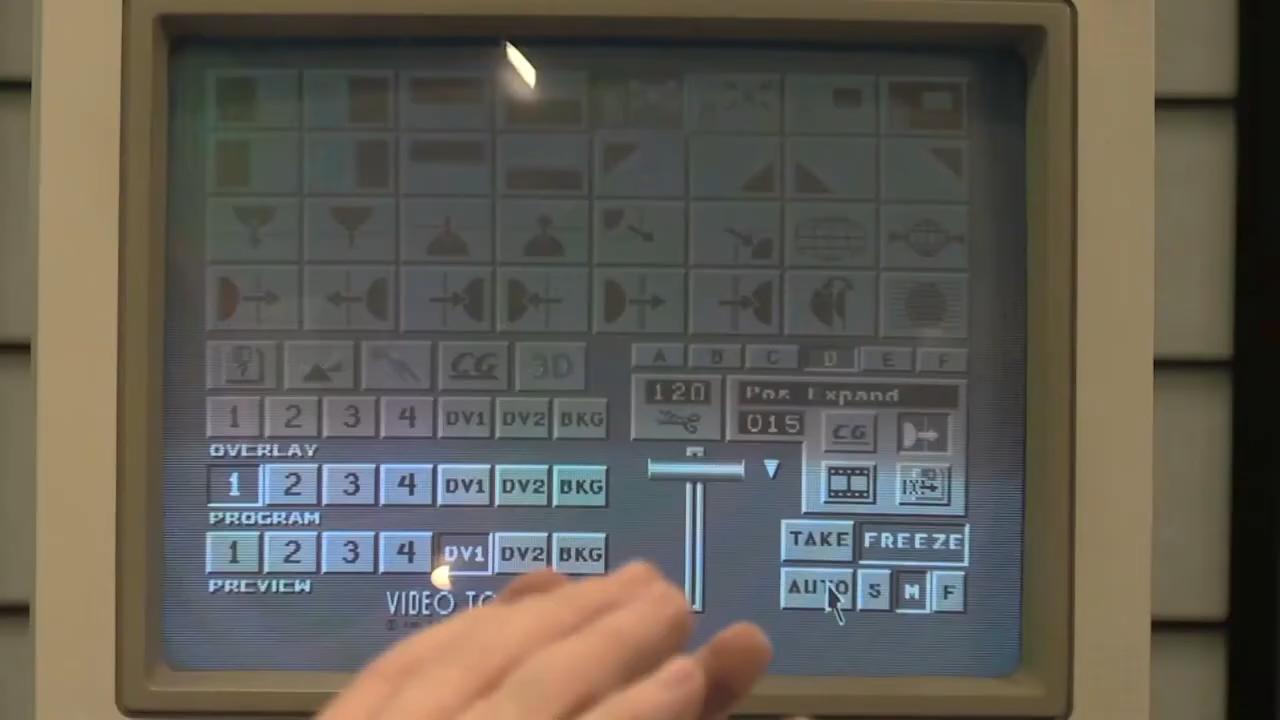 CG 3D
A B C D E F
120 Pos Expand
1 2 3 4 DV1 DV2 BKG
015 CG
OVERLAY
1 2 3 4 DV1 DV2 BKG
PROGRAM
TAKE FREEZE
1 2 3 4 DV1 DV2 BKG
PREVIEW
AUTO S M F
VIDEO